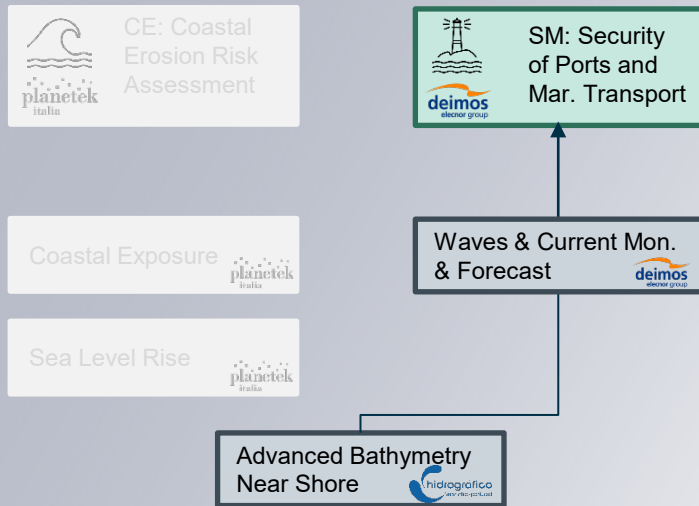 CE: Coastal
Erosion Risk
Assessment
planetek
italia
SM: Security
of Ports and
Mar. Transport
deimos
elecnor group
Coastal Exposure
planetek
italia
Waves & Current Mon.
& Forecast
deimos
elecnor group
Sea Level Rise
planetek
italia
Advanced Bathymetry
Near Shore
hidrográfico